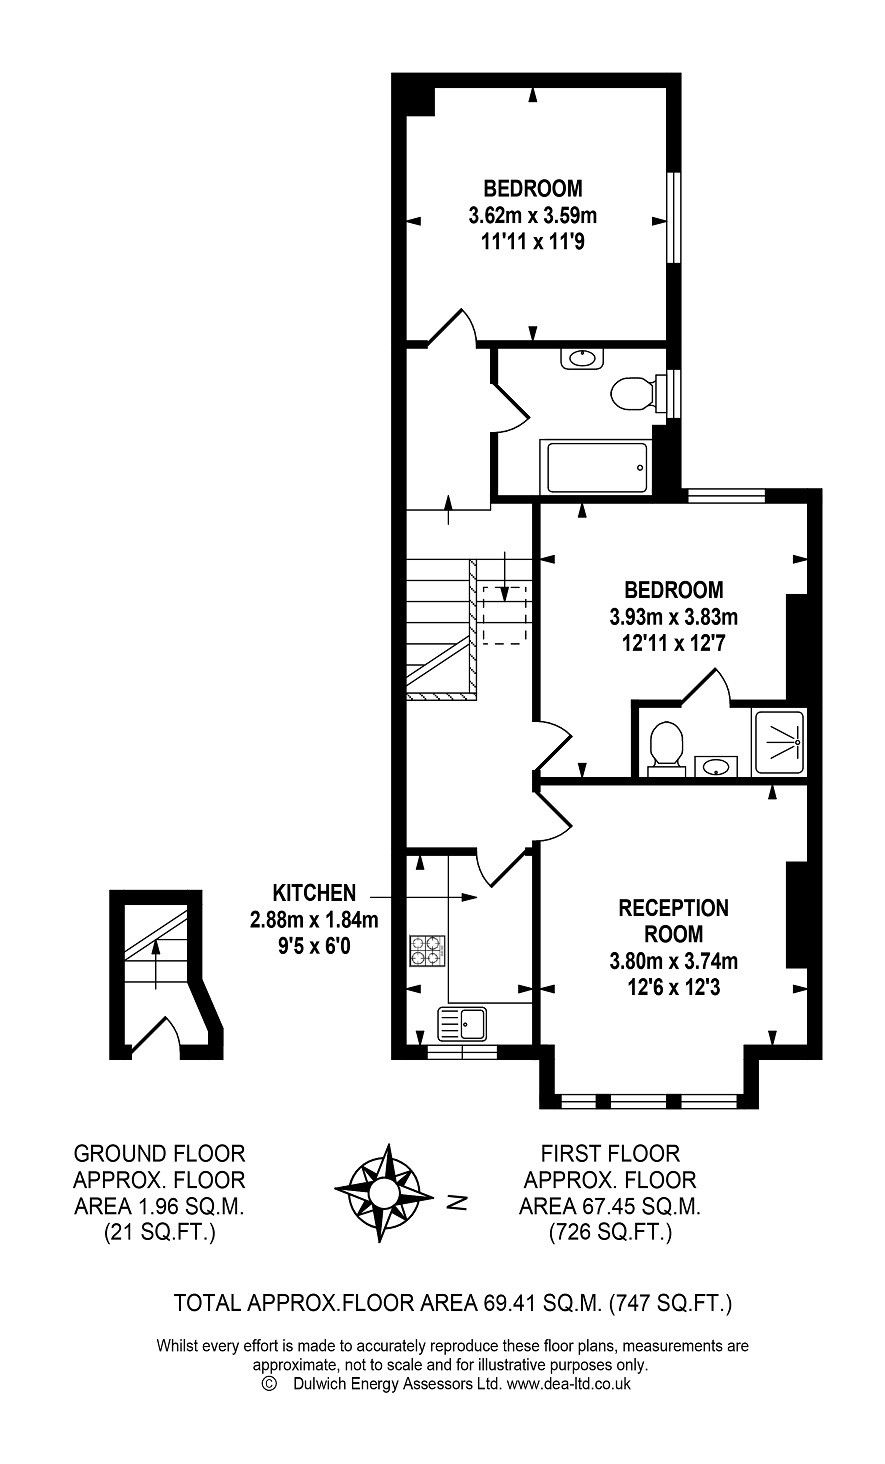 BEDROOM
3.62m x 3.59m
11'11 x 11'9
BEDROOM
3.93m x 3.83m
12'11 x 12'7
KITCHEN
2.88m x 1.84m
9'5 x 6'0
RECEPTION
ROOM
3.80m x 3.74m
12'6 x 12'3
GROUND FLOOR
APPROX. FLOOR
AREA 1.96 SQ.M.
(21 SQ.FT.)
N
FIRST FLOOR
APPROX. FLOOR
AREA 67.45 SQ.M.
(726 SQ.FT.)
TOTAL APPROX.FLOOR AREA 69.41 SQ.M. (747 SQ.FT.)
Whilst every effort is made to accurately reproduce these floor plans, measurements are
approximate, not to scale and for illustrative purposes only.
© Dulwich Energy Assessors Ltd. www.dea-ltd.co.uk